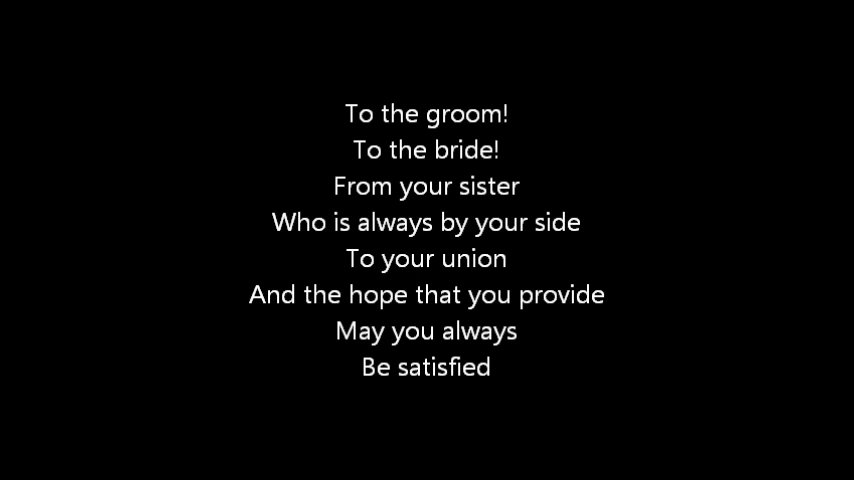 To the groom!
To the bride!
From your sister
Who is always by your side
To your union
And the hope that you provide
May you always
Be satisfied